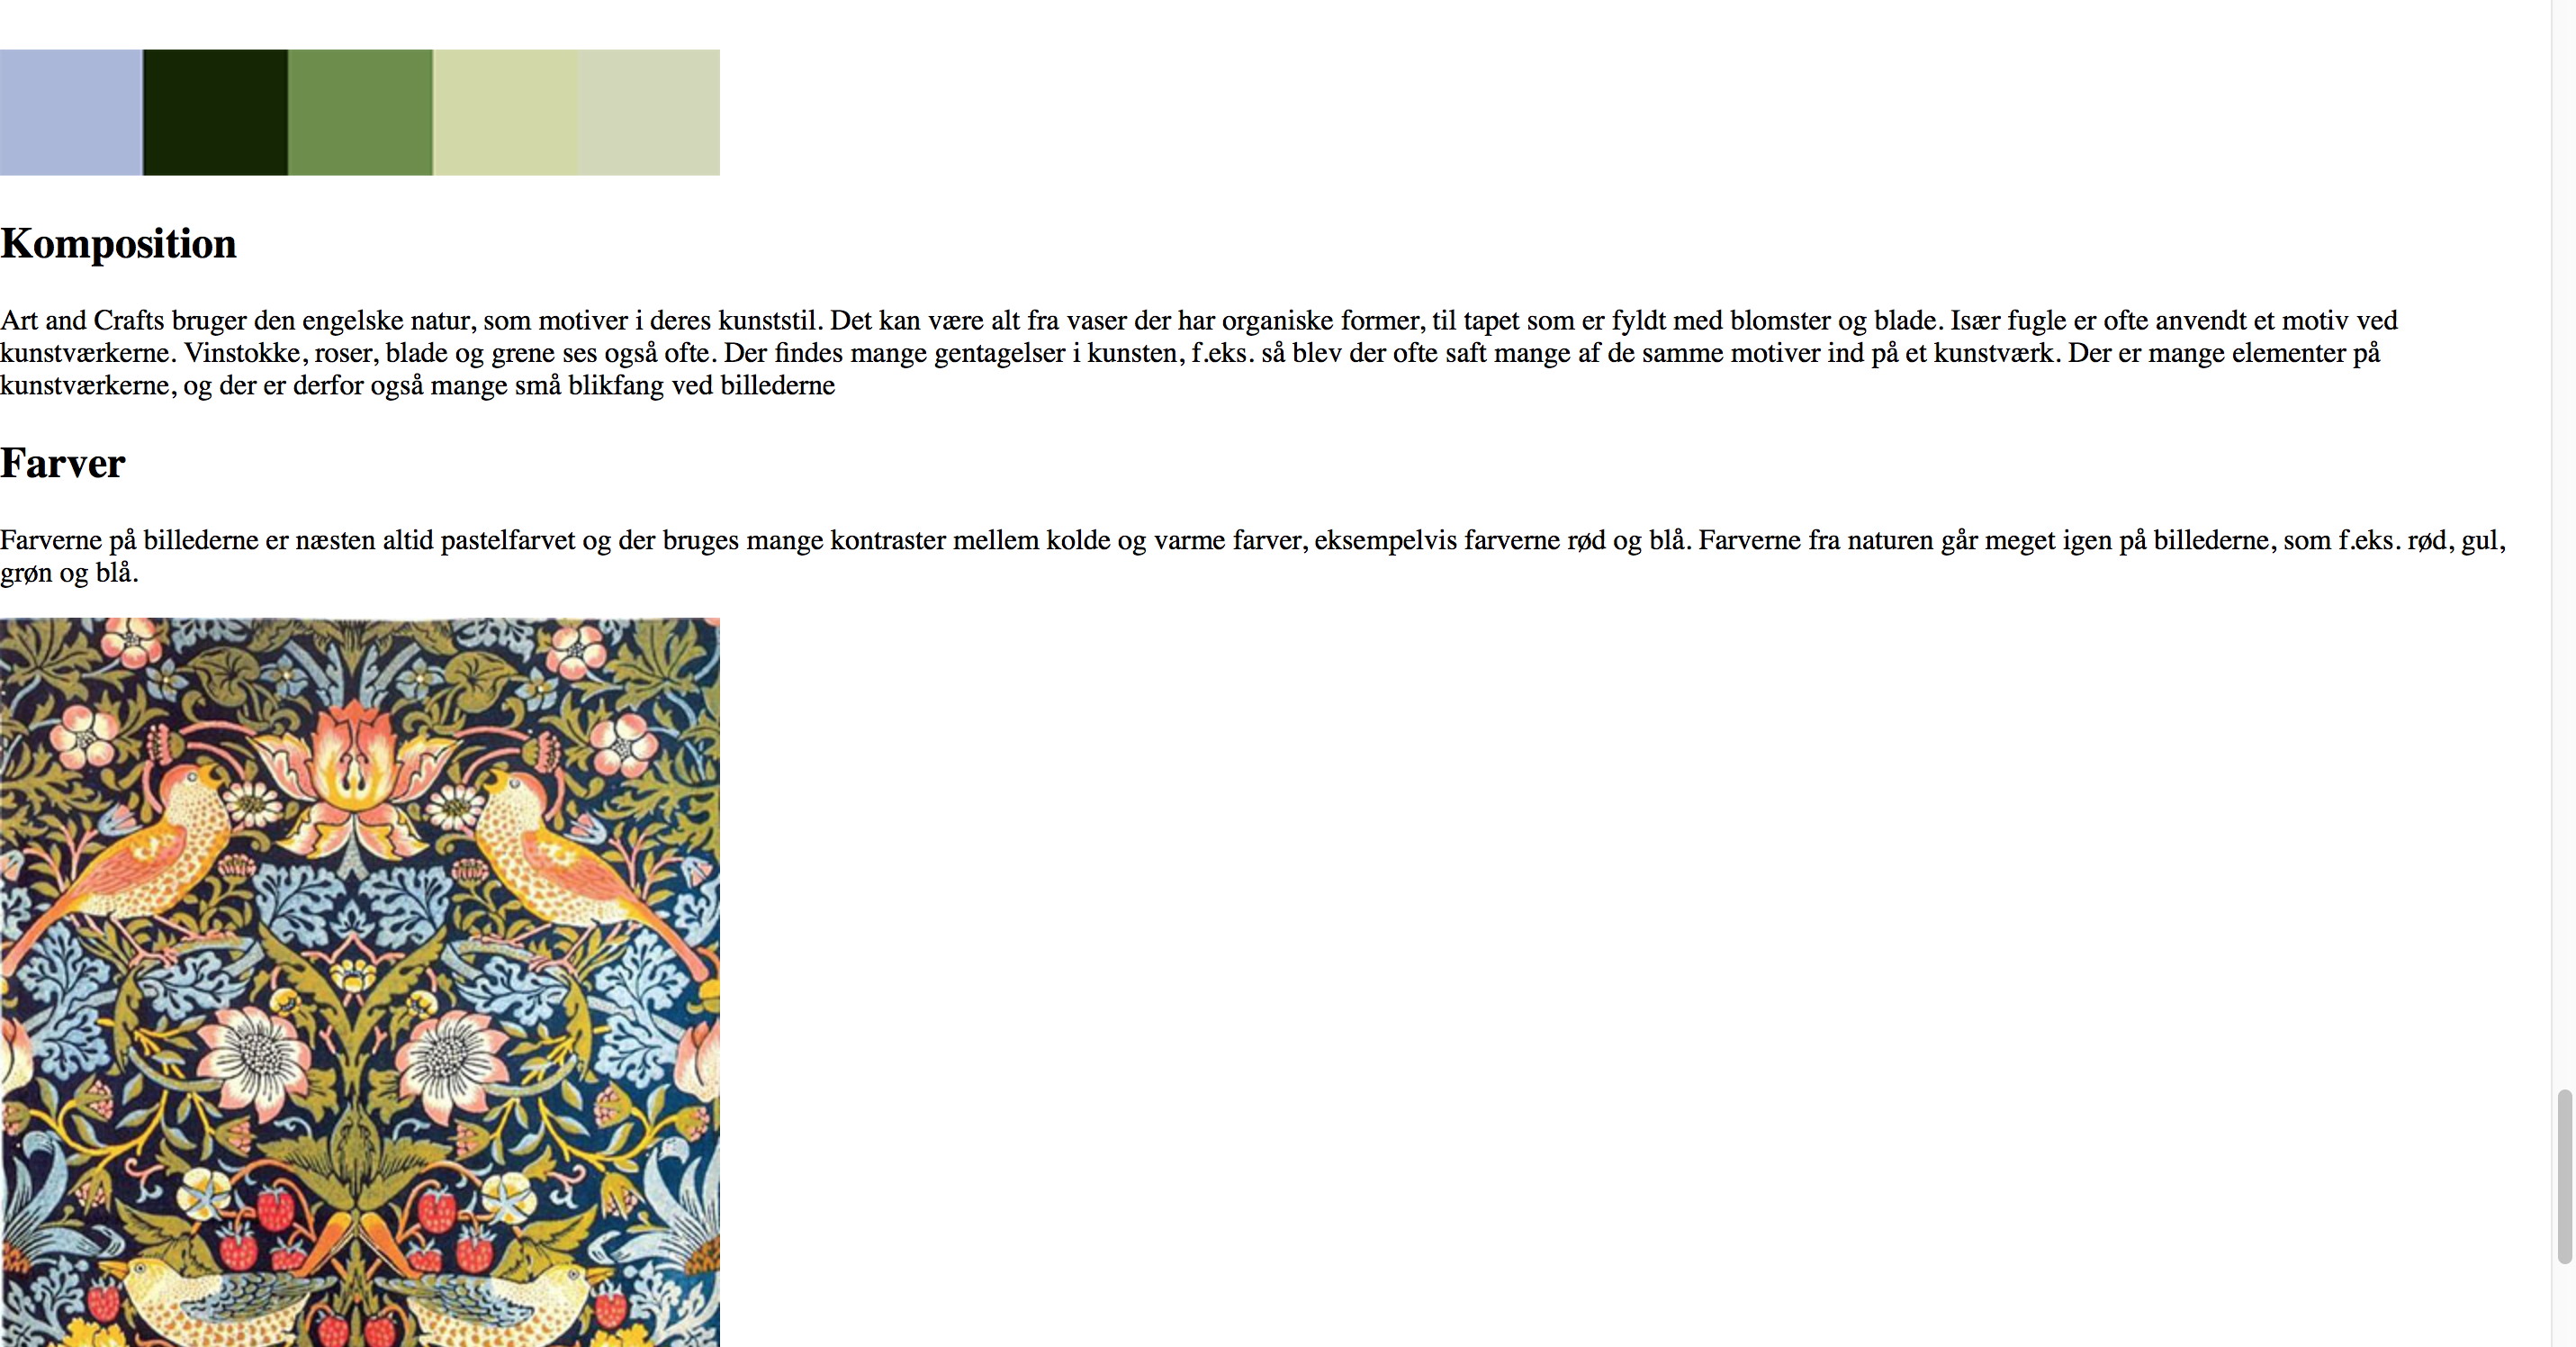 Komposition
Art and Crafts bruger den engelske natur, som motiver i deres kunststil. Det kan være alt fra vaser der har organiske former, til tapet som er fyldt med blomster og blade. Især fugle er ofte anvendt et motiv ved
kunstværkerne. Vinstokke, roser, blade og grene ses også ofte. Der findes mange gentagelser i kunsten, f.eks. så blev der ofte saft mange af de samme motiver ind på et kunstværk. Der er mange elementer på
kunstværkerne, og der er derfor også mange små blikfang ved billederne
Farver
Farverne på billederne er næsten altid pastelfarvet og der bruges mange kontraster mellem kolde og varme farver, eksempelvis farverne rød og blå. Farverne fra naturen går meget igen på billederne, som f.eks. rød, gul,
grøn og blå.